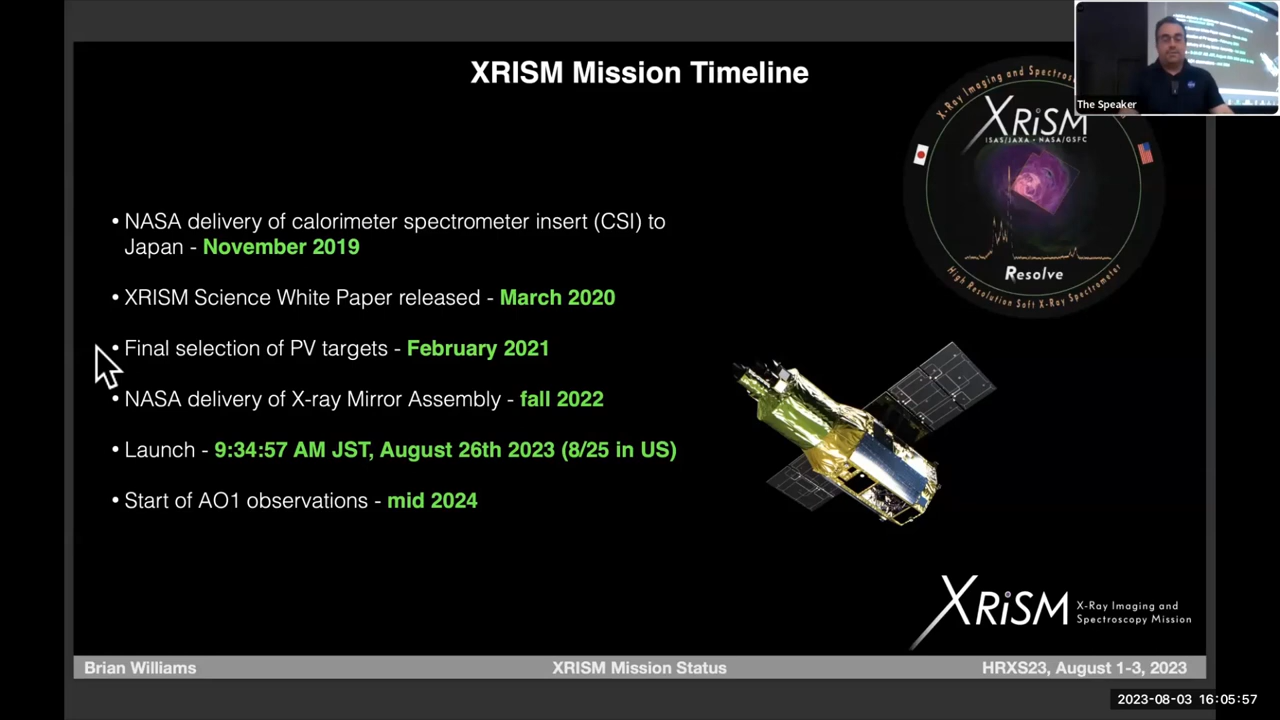 XRISM Mission Timeline
The Speaker
X-Ray Imaging and Spectros
XRiSM
ISAS/JAXA • NASA/GSFC
Resolve
High Resolution Soft X-Ray Spectrometer
• NASA delivery of calorimeter spectrometer insert (CSI) to
Japan - November 2019
• XRISM Science White Paper released - March 2020
• Final selection of PV targets - February 2021
• NASA delivery of X-ray Mirror Assembly - fall 2022
• Launch - 9:34:57 AM JST, August 26th 2023 (8/25 in US)
• Start of AO1 observations - mid 2024
XRiSM
X-Ray Imaging and
Spectroscopy Mission
Brian Williams
XRISM Mission Status
HRXS23, August 1-3, 2023
2023-08-03 16:05:57